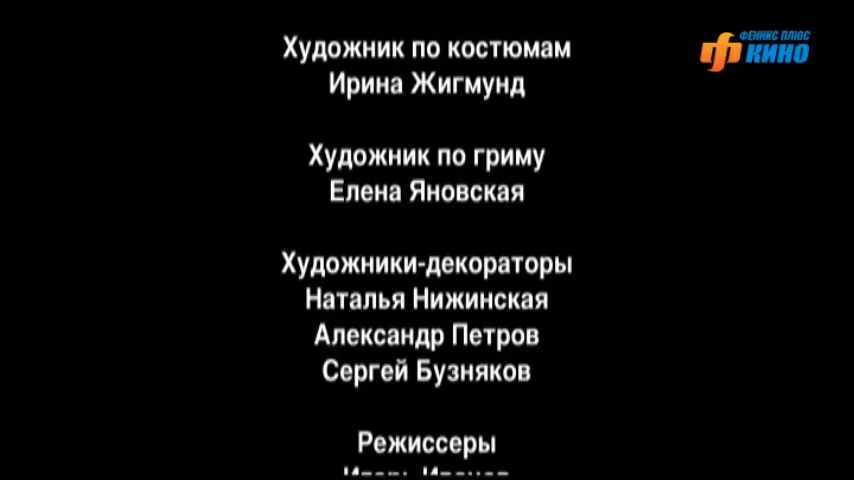 Художник по костюмам
Ирина Жигмунд
ФЕНИКС ПЛЮС
КИНО
Художник по гриму
Елена Яновская
Художники-декораторы
Наталья Нижинская
Александр Петров
Сергей Бузняков
Режиссеры